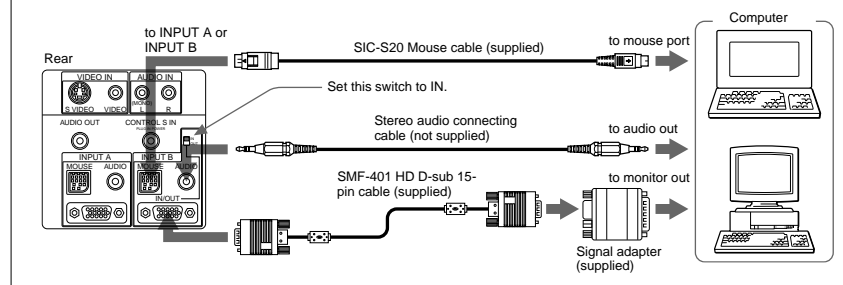 to INPUT A or
INPUT B
Rear
VIDEO IN
AUDIO IN
S VIDEO
VIDEO
(MONO)
L
R
AUDIO OUT
CONTROL S IN
PLUG IN POWER
INPUT A
INPUT B
MOUSE
AUDIO
MOUSE
AUDIO
IN/OUT
SIC-S20 Mouse cable (supplied)
to mouse port
Computer
Set this switch to IN.
Stereo audio connecting
cable (not supplied)
to audio out
SMF-401 HD D-sub 15-
pin cable (supplied)
to monitor out
Signal adapter
(supplied)